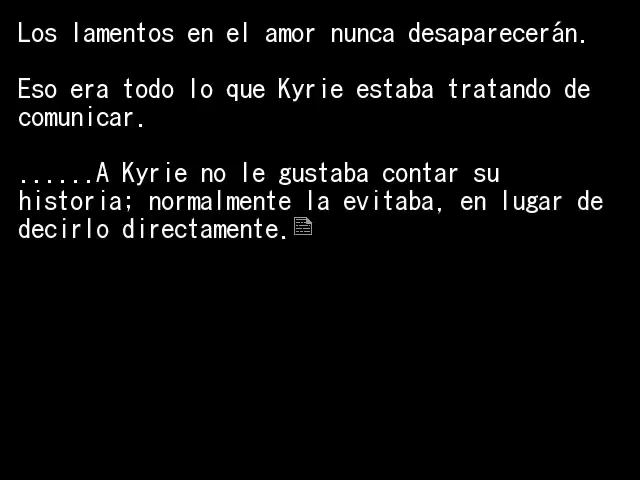 Los lamentos en el amor nunca desaparecerán.
Eso era todo lo que Kyrie estaba tratando de
comunicar.
......A Kyrie no le gustaba contar su
historia; normalmente la evitaba, en lugar de
decirlo directamente.